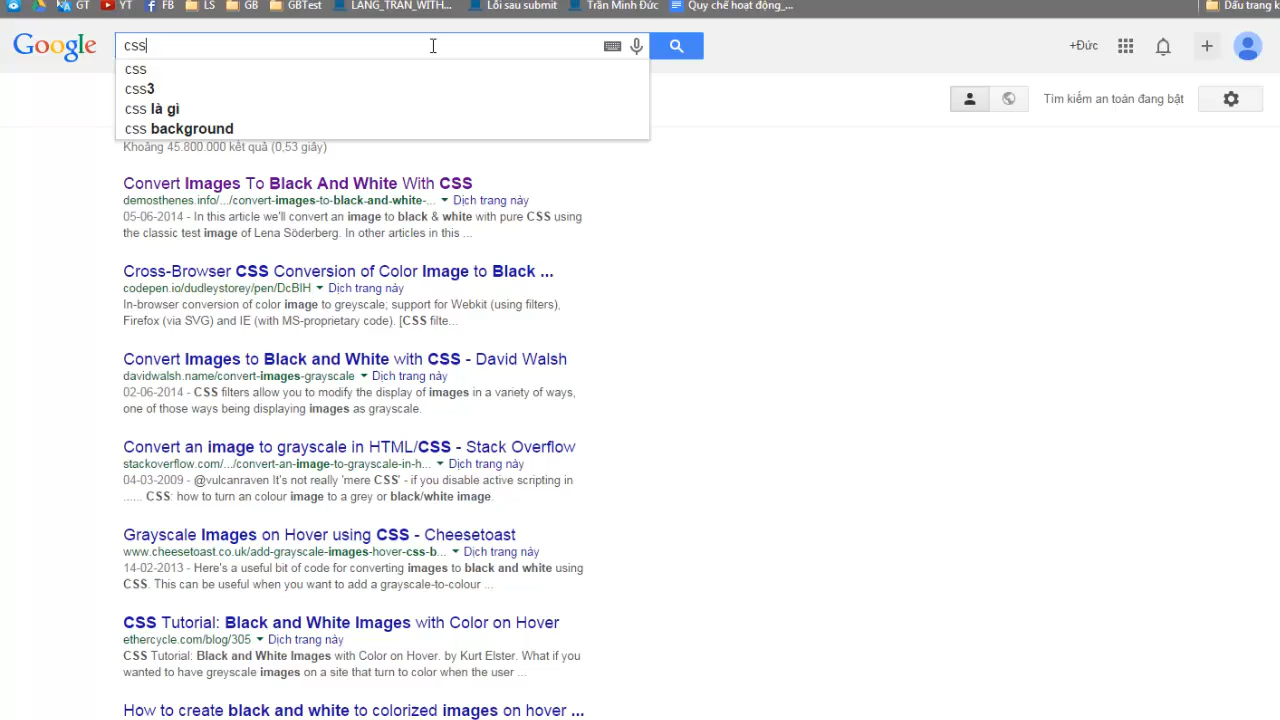 GT YT FB LS GB GBTest LANG_TRAN_WITH... Lỗi sau submit Trần Minh Đức Quy chế hoạt động_... Dấu trang k
Google css +Đức
css
css3
css là gì
css background
Tìm kiếm an toàn đang bật
Khoảng 45.800.000 kết quả (0,53 giây)
Convert Images To Black And White With CSS
demosthenes.info/.../convert-images-to-black-and-white-... Dịch trang này
05-06-2014 - In this article we'll convert an image to black & white with pure CSS using
the classic test image of Lena Söderberg. In other articles in this ...
Cross-Browser CSS Conversion of Color Image to Black ...
codepen.io/dudleystorey/pen/DcBIH Dịch trang này
In-browser conversion of color image to greyscale; support for Webkit (using filters),
Firefox (via SVG) and IE (with MS-proprietary code). [CSS filte...
Convert Images to Black and White with CSS - David Walsh
davidwalsh.name/convert-images-grayscale Dịch trang này
02-06-2014 - CSS filters allow you to modify the display of images in a variety of ways,
one of those ways being displaying images as grayscale.
Convert an image to grayscale in HTML/CSS - Stack Overflow
stackoverflow.com/.../convert-an-image-to-grayscale-in-h... Dịch trang này
04-03-2009 - @vulcanraven It's not really 'mere CSS' - if you disable active scripting in
...... CSS: how to turn an colour image to a grey or black/white image.
Grayscale Images on Hover using CSS - Cheesetoast
www.cheesetoast.co.uk/add-grayscale-images-hover-css-b... Dịch trang này
14-02-2013 - Here's a useful bit of code for converting images to black and white using
CSS. This can be useful when you want to add a grayscale-to-colour ...
CSS Tutorial: Black and White Images with Color on Hover
ethercycle.com/blog/305 Dịch trang này
CSS Tutorial: Black and White Images with Color on Hover. by Kurt Elster. What if you
wanted to have greyscale images on a site that turn to color when the user ...
How to create black and white to colorized images on hover ...